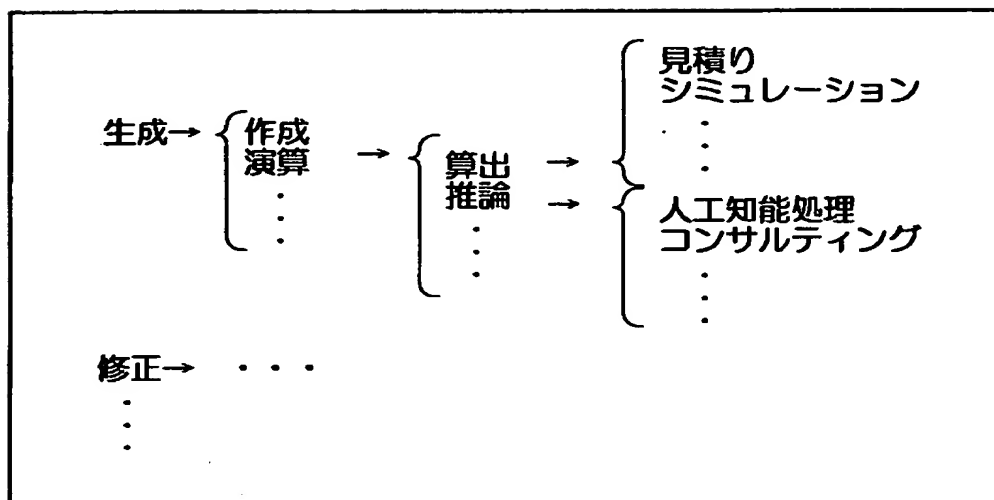 生成→
作成
演算
・
・
・
→
算出
推論
・
・
・
→
→
見積り
シミュレーション
・
・
・
人工知能処理
コンサルティング
・
・
・
修正→ ・・・
・
・
・